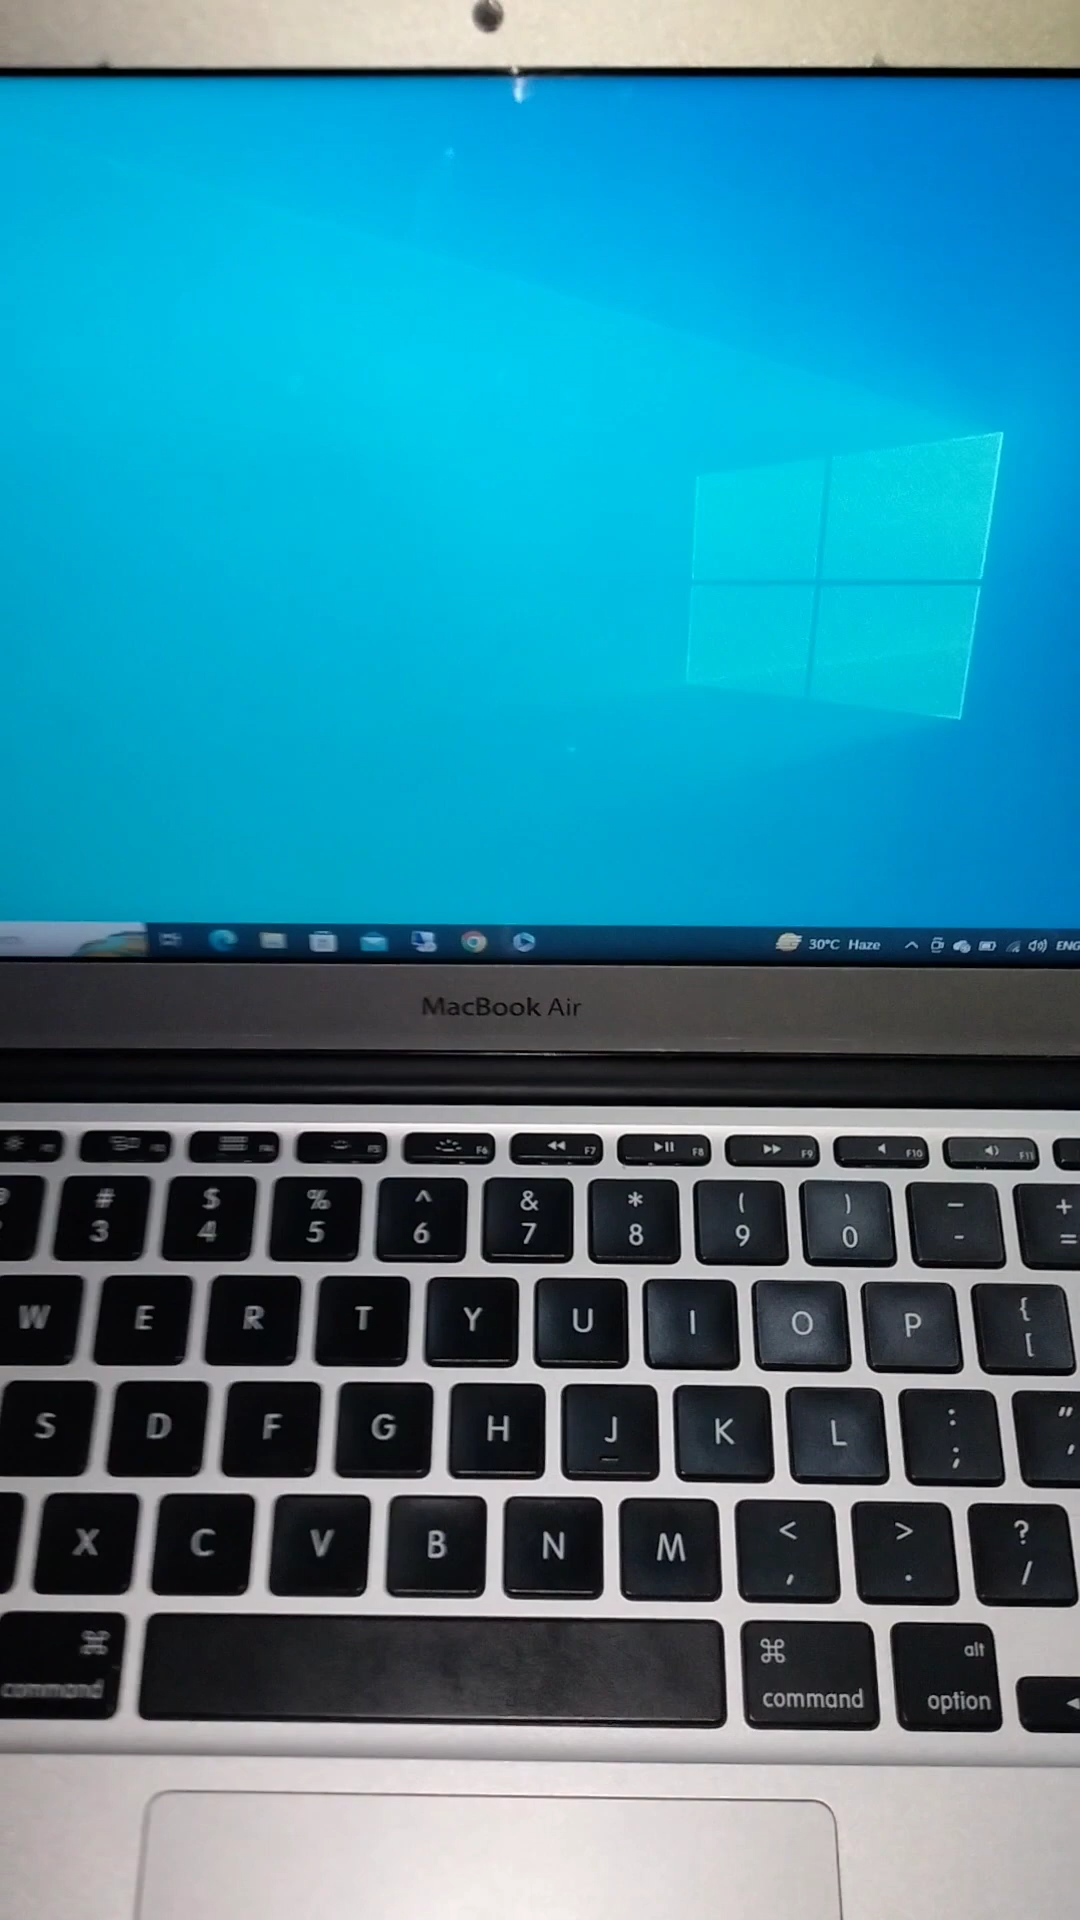 30°C Haze ENG
MacBook Air
F5 F6 F7 F8 F9 F10 F11
# $ % ^ & * ( ) _ +
3 4 5 6 7 8 9 0 - =
W E R T Y U I O P { [
S D F G H J K L : ; " '
X C V B N M < , > . ? /
⌘ command ⌘ command alt option